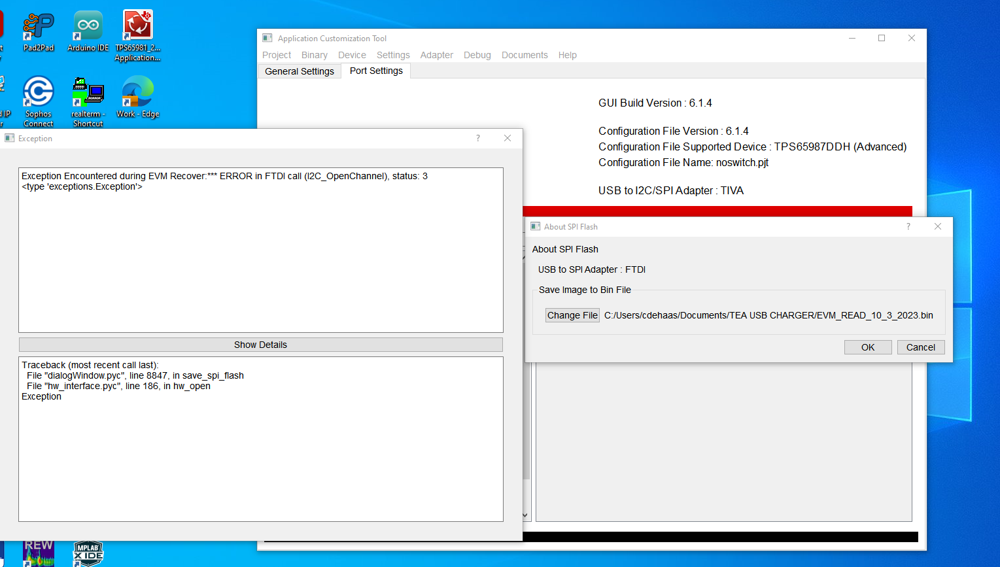 Pad2Pad
Arduino IDE
TPS65981_2...
Application...
Sophos
Connect
realterm -
Shortcut
Work - Edge
Application Customization Tool
Project Binary Device Settings Adapter Debug Documents Help
General Settings
Port Settings
GUI Build Version : 6.1.4
Configuration File Version : 6.1.4
Configuration File Supported Device : TPS65987DDH (Advanced)
Configuration File Name: noswitch.pjt
USB to I2C/SPI Adapter : TIVA
Exception
?
Exception Encountered during EVM Recover:*** ERROR in FTDI call (I2C_OpenChannel), status: 3
<type 'exceptions.Exception'>
Show Details
Traceback (most recent call last):
File "dialogWindow.pyc", line 8847, in save_spi_flash
File "hw_interface.pyc", line 186, in hw_open
Exception
About SPI Flash
?
About SPI Flash
USB to SPI Adapter : FTDI
Save Image to Bin File
Change File C:/Users/cdehaas/Documents/TEA USB CHARGER/EVM_READ_10_3_2023.bin
OK
Cancel
REW
MPLAB
X IDE